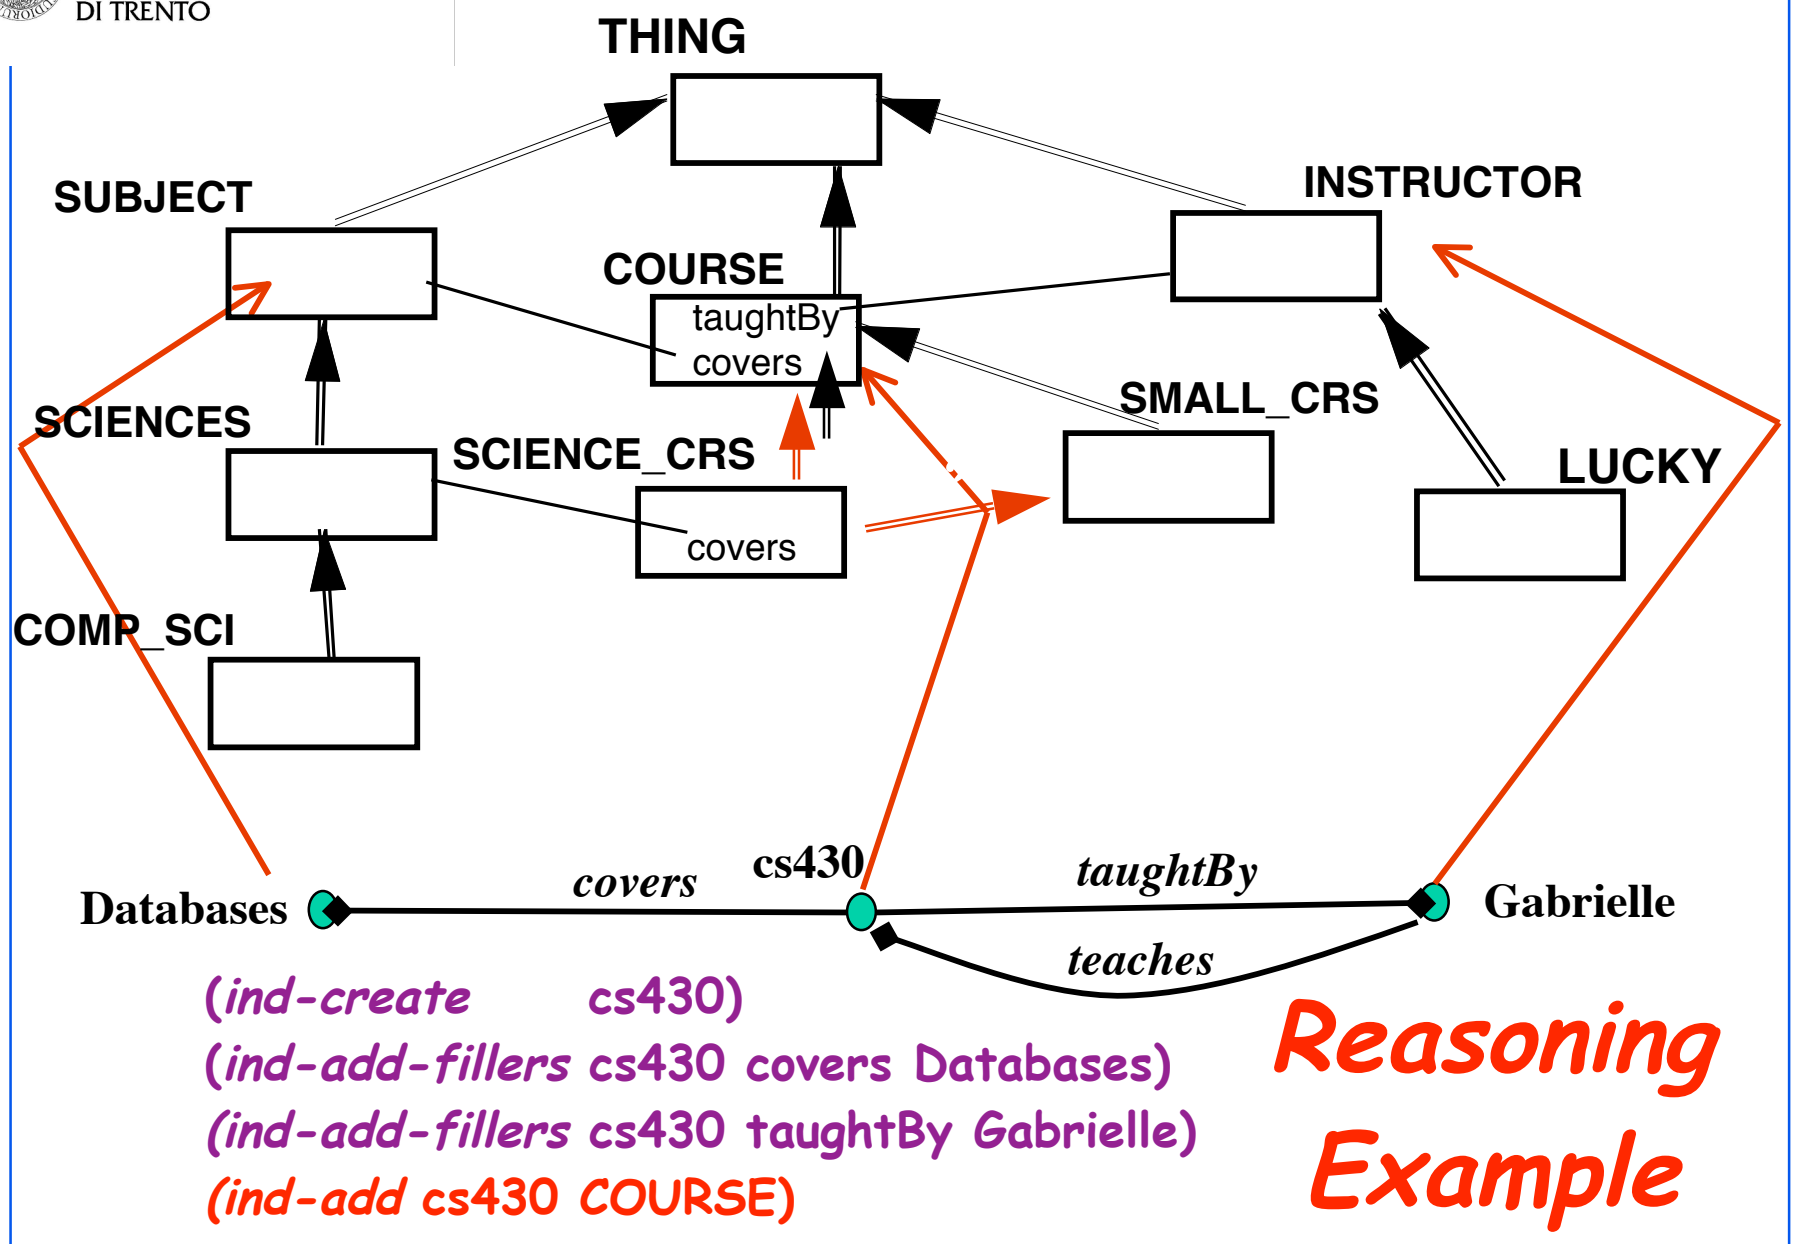 DI TRENTO
THING
SUBJECT
INSTRUCTOR
COURSE
taughtBy
covers
SMALL_CRS
SCIENCES
SCIENCE_CRS
LUCKY
covers
COMP_SCI
cs430
covers
taughtBy
Databases
Gabrielle
teaches
(ind-create cs430)
(ind-add-fillers cs430 covers Databases)
(ind-add-fillers cs430 taughtBy Gabrielle)
(ind-add cs430 COURSE)
Reasoning
Example